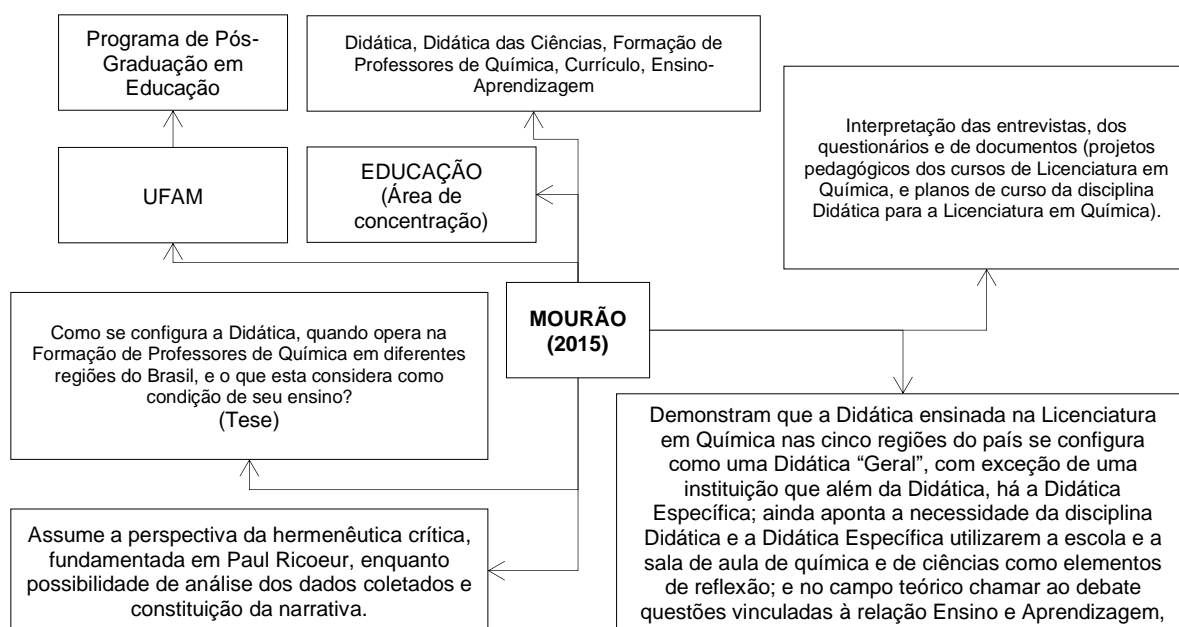 Programa de Pós-
Graduação em
Educação
Didática, Didática das Ciências, Formação de
Professores de Química, Currículo, Ensino-
Aprendizagem
Interpretação das entrevistas, dos
questionários e de documentos (projetos
pedagógicos dos cursos de Licenciatura em
Química, e planos de curso da disciplina
Didática para a Licenciatura em Química).
UFAM
EDUCAÇÃO
(Área de
concentração)
MOURÃO
(2015)
Como se configura a Didática, quando opera na
Formação de Professores de Química em diferentes
regiões do Brasil, e o que esta considera como
condição de seu ensino?
(Tese)
Demonstram que a Didática ensinada na Licenciatura
em Química nas cinco regiões do país se configura
como uma Didática “Geral”, com exceção de uma
instituição que além da Didática, há a Didática
Específica; ainda aponta a necessidade da disciplina
Didática e a Didática Específica utilizarem a escola e a
sala de aula de química e de ciências como elementos
de reflexão; e no campo teórico chamar ao debate
questões vinculadas à relação Ensino e Aprendizagem,
Assume a perspectiva da hermenêutica crítica,
fundamentada em Paul Ricoeur, enquanto
possibilidade de análise dos dados coletados e
constituição da narrativa.